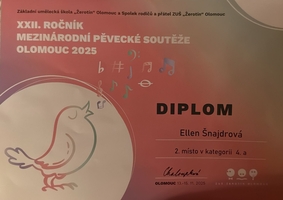 Základní umělecká škola „Žerotín“ Olomouc a Spolek rodičů a přátel ZUŠ „Žerotín“ Olomouc
XXII. ROČNÍK
MEZINÁRODNÍ PĚVECKÉ SOUTĚŽE
OLOMOUC 2025
DIPLOM
Ellen Šnajdrová
2. místo v kategorii 4. a
OLOMOUC